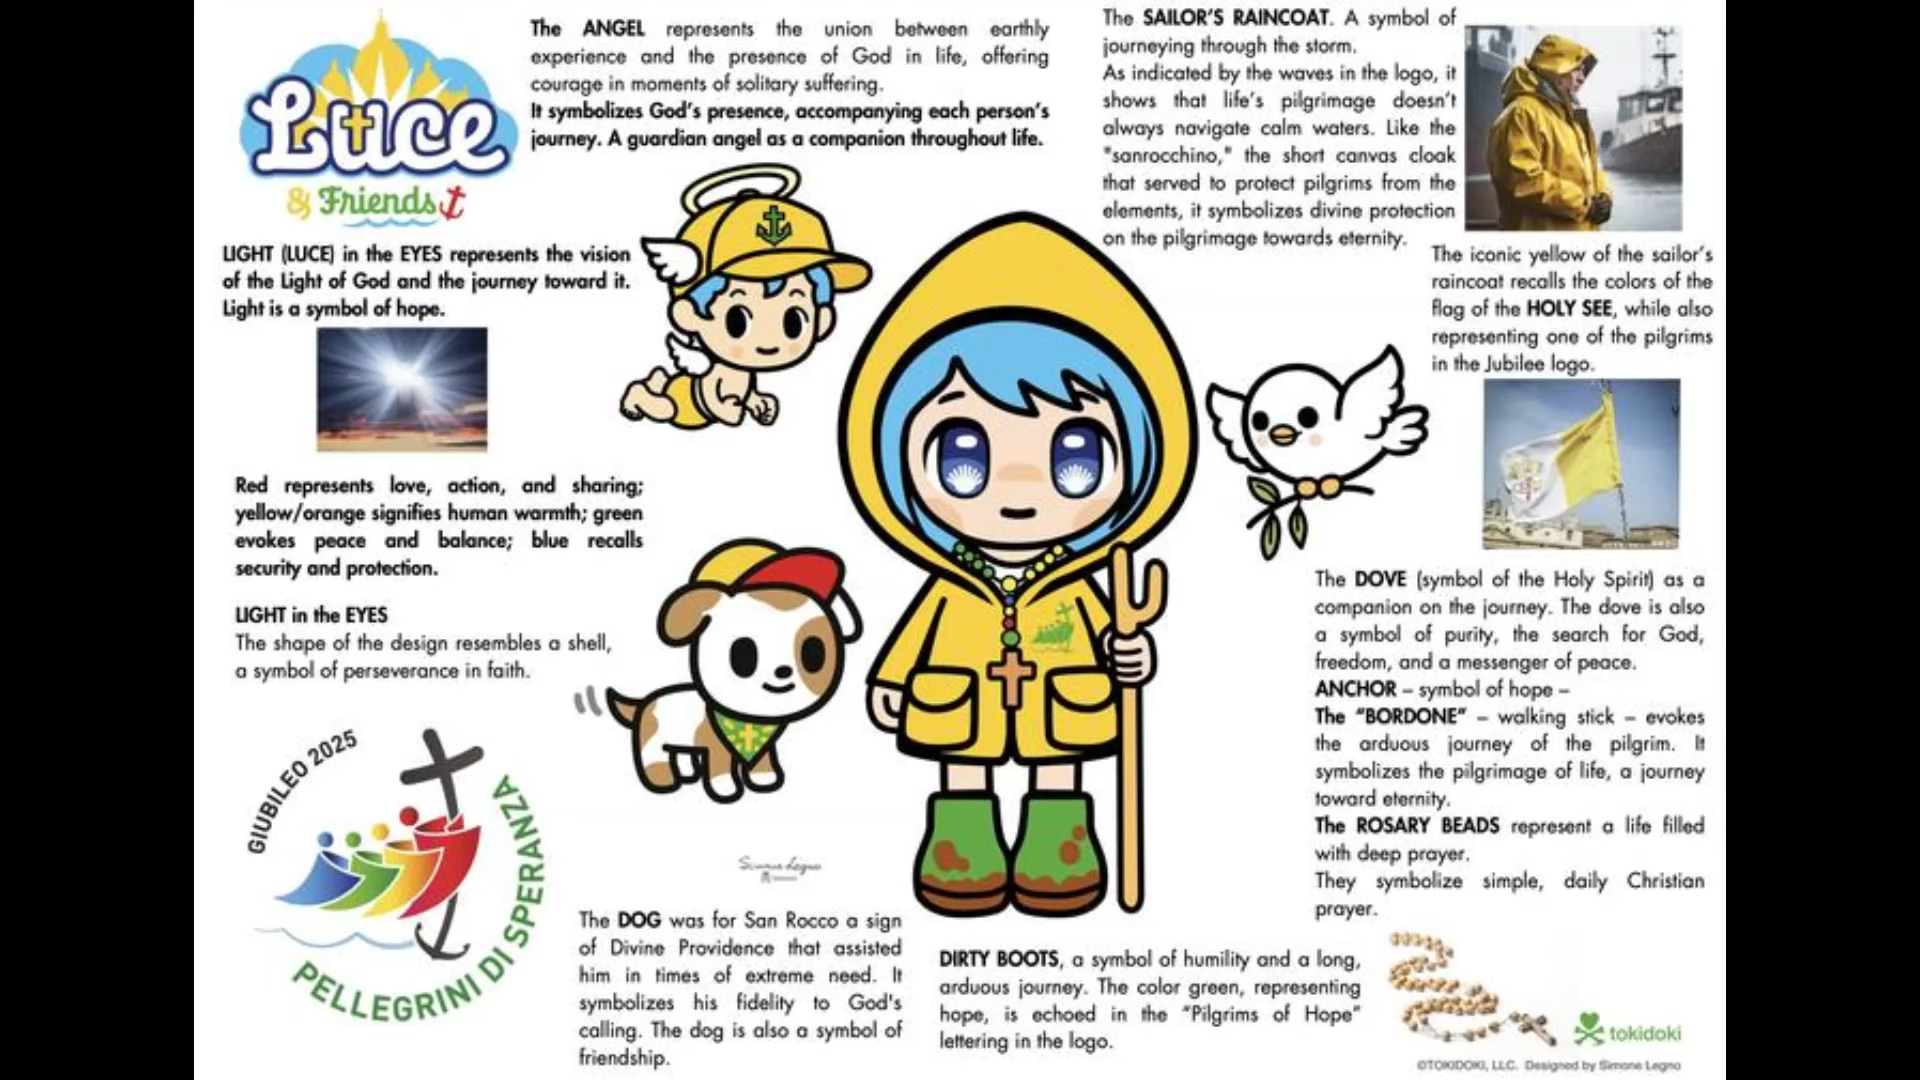 Luce
& Friends
The ANGEL represents the union between earthly
experience and the presence of God in life, offering
courage in moments of solitary suffering.
It symbolizes God's presence, accompanying each person's
journey. A guardian angel as a companion throughout life.
The SAILOR'S RAINCOAT. A symbol of
journeying through the storm.
As indicated by the waves in the logo, it
shows that life's pilgrimage doesn't
always navigate calm waters. Like the
"sanrocchino," the short canvas cloak
that served to protect pilgrims from the
elements, it symbolizes divine protection
on the pilgrimage towards eternity.
LIGHT (LUCE) in the EYES represents the vision
of the Light of God and the journey toward it.
Light is a symbol of hope.
The iconic yellow of the sailor's
raincoat recalls the colors of the
flag of the HOLY SEE, while also
representing one of the pilgrims
in the Jubilee logo.
Red represents love, action, and sharing;
yellow/orange signifies human warmth; green
evokes peace and balance; blue recalls
security and protection.
LIGHT in the EYES
The shape of the design resembles a shell,
a symbol of perseverance in faith.
The DOVE (symbol of the Holy Spirit) as a
companion on the journey. The dove is also
a symbol of purity, the search for God,
freedom, and a messenger of peace.
ANCHOR – symbol of hope –
The "BORDONE" – walking stick – evokes
the arduous journey of the pilgrim. It
symbolizes the pilgrimage of life, a journey
toward eternity.
The ROSARY BEADS represent a life filled
with deep prayer.
They symbolize simple, daily Christian
prayer.
GIUBILEO 2025
PELLEGRINI DI SPERANZA
Simone Legno
The DOG was for San Rocco a sign
of Divine Providence that assisted
him in times of extreme need. It
symbolizes his fidelity to God's
calling. The dog is also a symbol of
friendship.
DIRTY BOOTS, a symbol of humility and a long,
arduous journey. The color green, representing
hope, is echoed in the "Pilgrims of Hope"
lettering in the logo.
tokidoki
©TOKIDOKI, LLC. Designed by Simone Legno